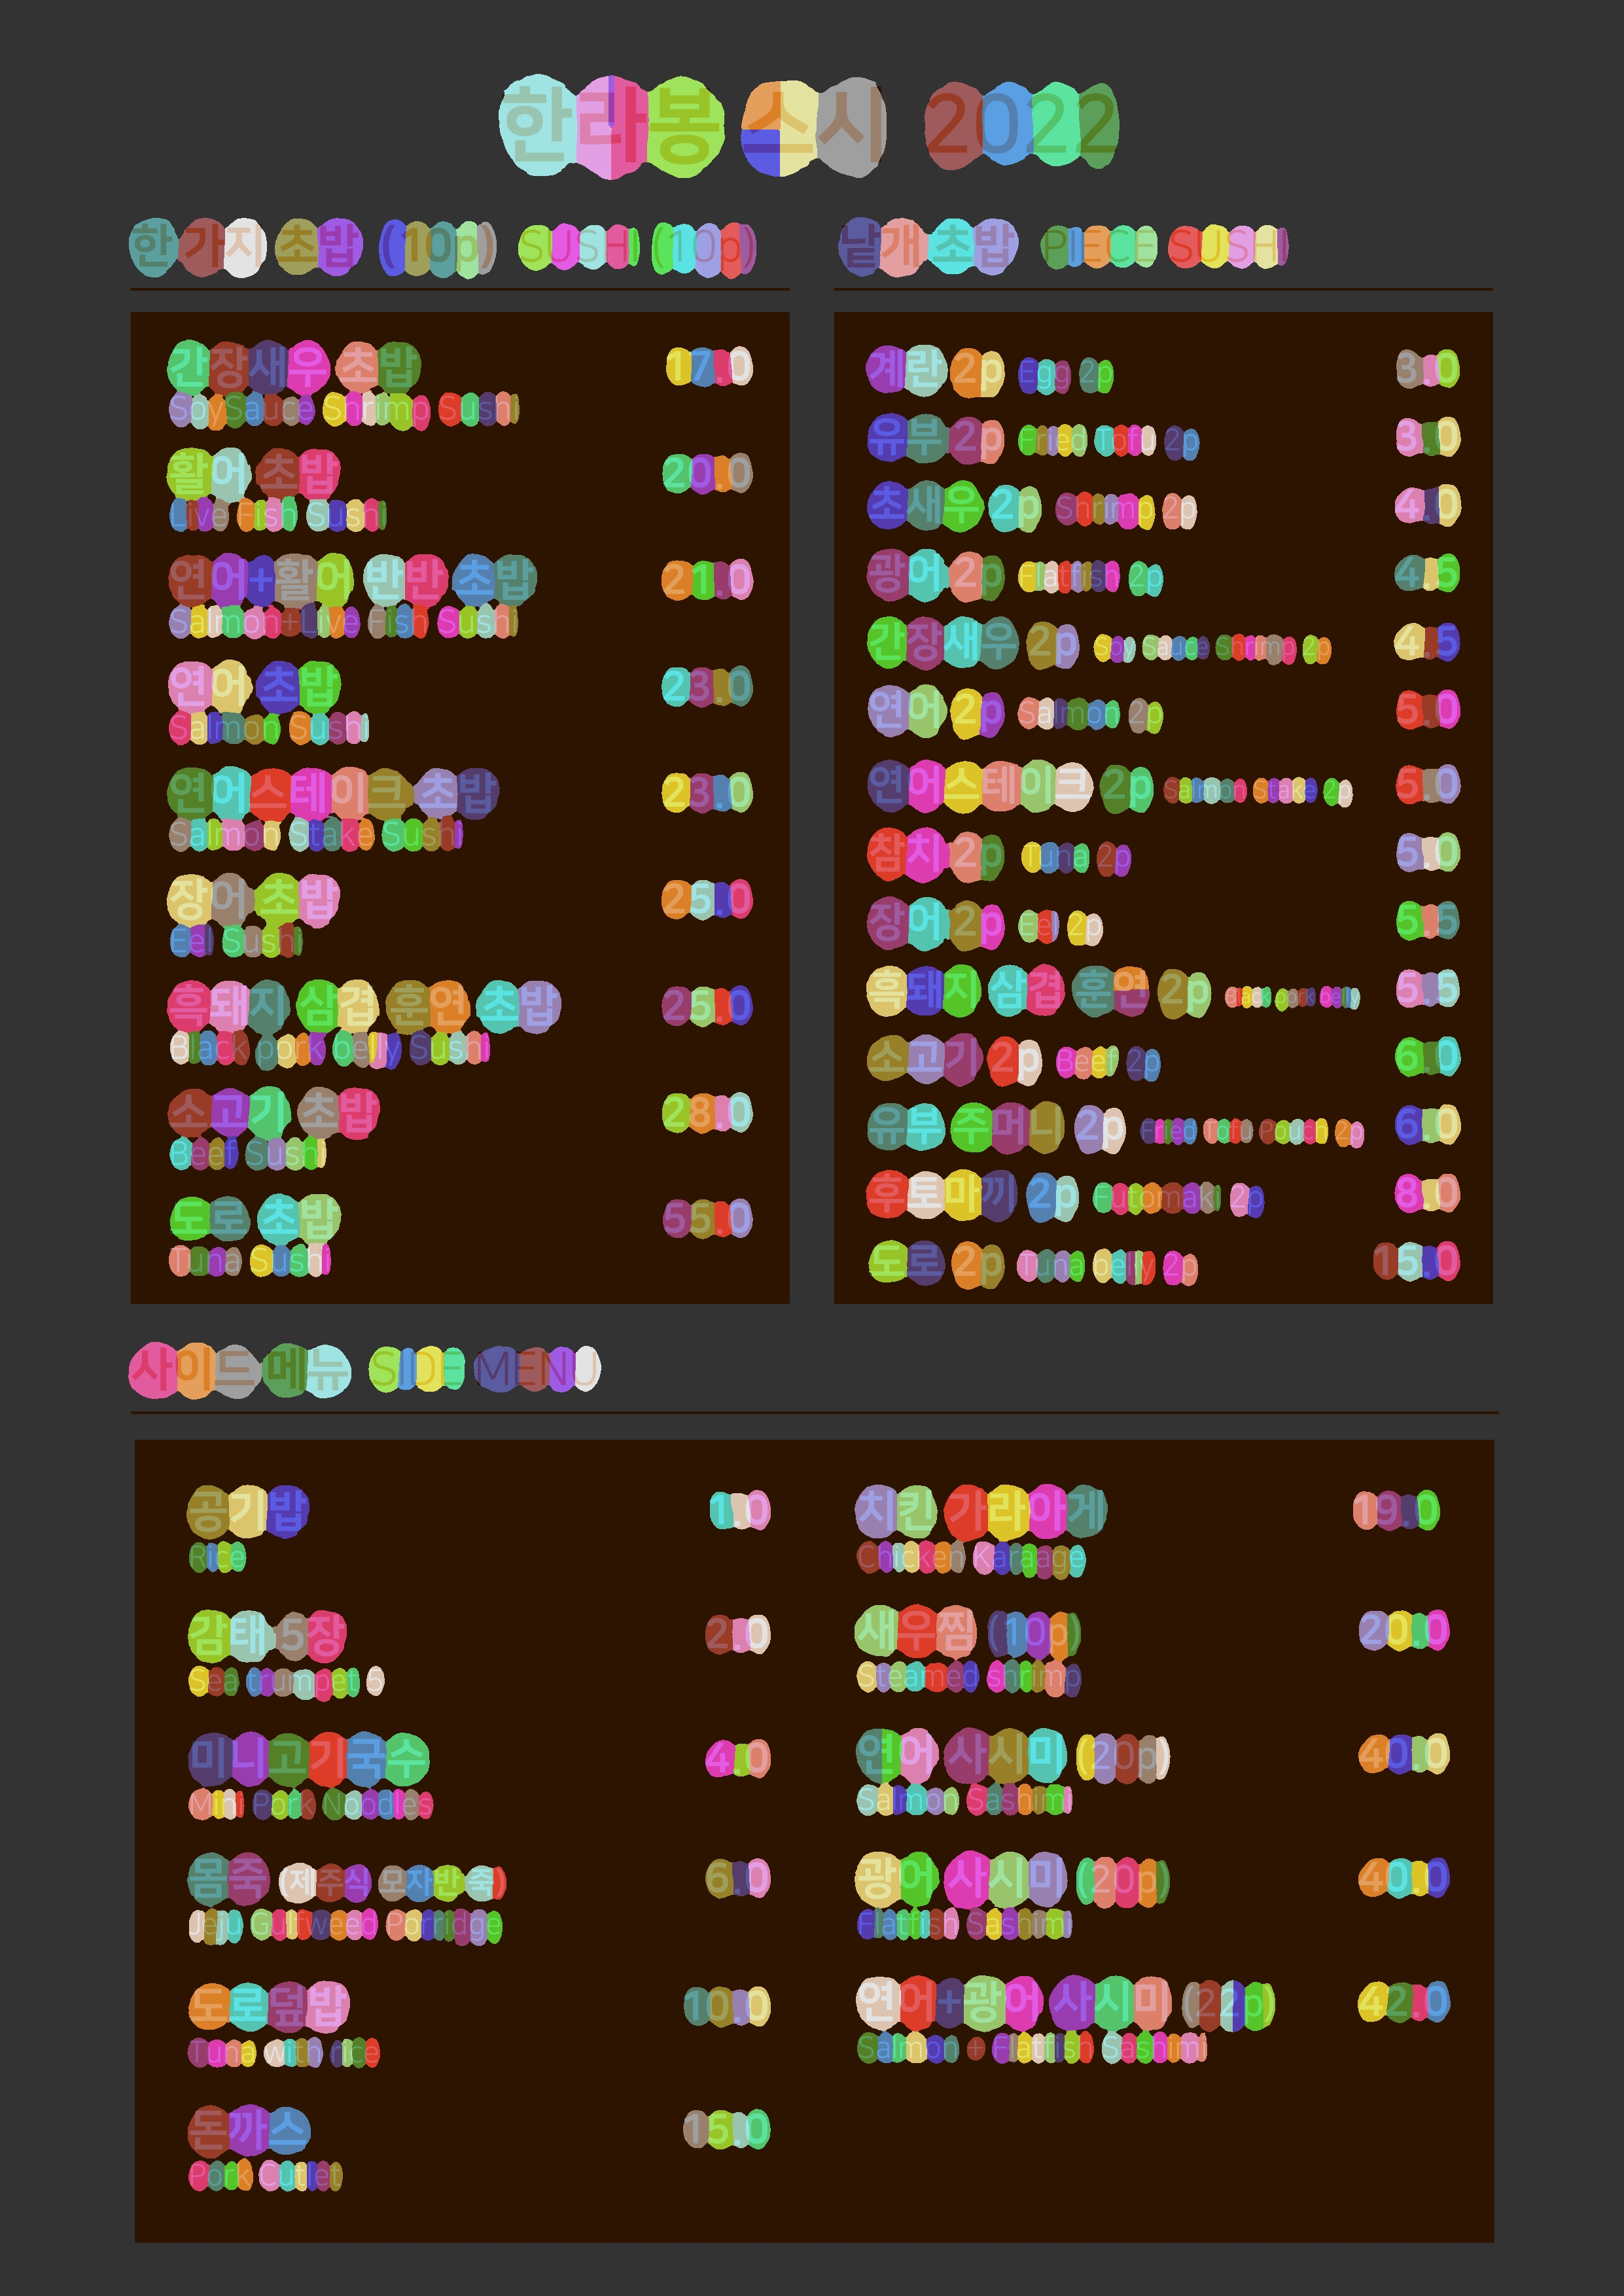 한라봉 스시 2022
한가지 초밥 (10p) SUSHI (10p)
간장새우 초밥 17.0
SoySauce Shrimp Sushi
활어 초밥 20.0
Live Fish Sushi
연어+활어 반반 초밥 21.0
Salmon+Live Fish Sushi
연어 초밥 23.0
Salmon Sushi
연어스테이크 초밥 23.0
Salmon Stake Sushi
장어 초밥 25.0
Eel Sushi
흑돼지 삼겹 훈연 초밥 25.0
Black pork belly Sushi
소고기 초밥 28.0
Beef Sushi
도로 초밥 55.0
Tuna Sushi
낱개초밥 PIECE SUSHI
계란 2p Egg 2p 3.0
유부 2p Fried Tofu 2p 3.0
초새우 2p Shrimp 2p 4.0
광어 2p Flatfish 2p 4.5
간장새우 2p Soy Sauce Shrimp 2p 4.5
연어 2p Salmon 2p 5.0
연어스테이크 2p Salmon Stake 2p 5.0
참치 2p Tuna 2p 5.0
장어 2p Eel 2p 5.5
흑돼지 삼겹 훈연 2p 5.5
소고기 2p Beef 2p 6.0
유부 주머니 2p Fried Tofu Pouch 2p 6.0
후토마끼 2p Futomaki 2p 6.0
도로 2p Tuna belly 2p 15.0
사이드메뉴 SIDE MENU
공기밥 1.0
Rice
감태5장 2.0
Sea tumpet 5
미니고기국수 4.0
Mini Pork Noodles
몸죽 (제주식 모자반죽) 6.0
Jeju Gulfweed Porridge
도로덮밥 10.0
Tuna with rice
돈까스 15.0
Pork Cutlet
치킨 가라아게 19.0
Chicken Karaage
새우찜 (10p) 20.0
Steamed shrimp
연어 사시미 (20p) 40.0
Salmon Sashimi
광어 사시미 (20p) 40.0
Flatfish Sashimi
연어+광어 사시미 (22p) 42.0
Salmon + Flatfish Sashimi